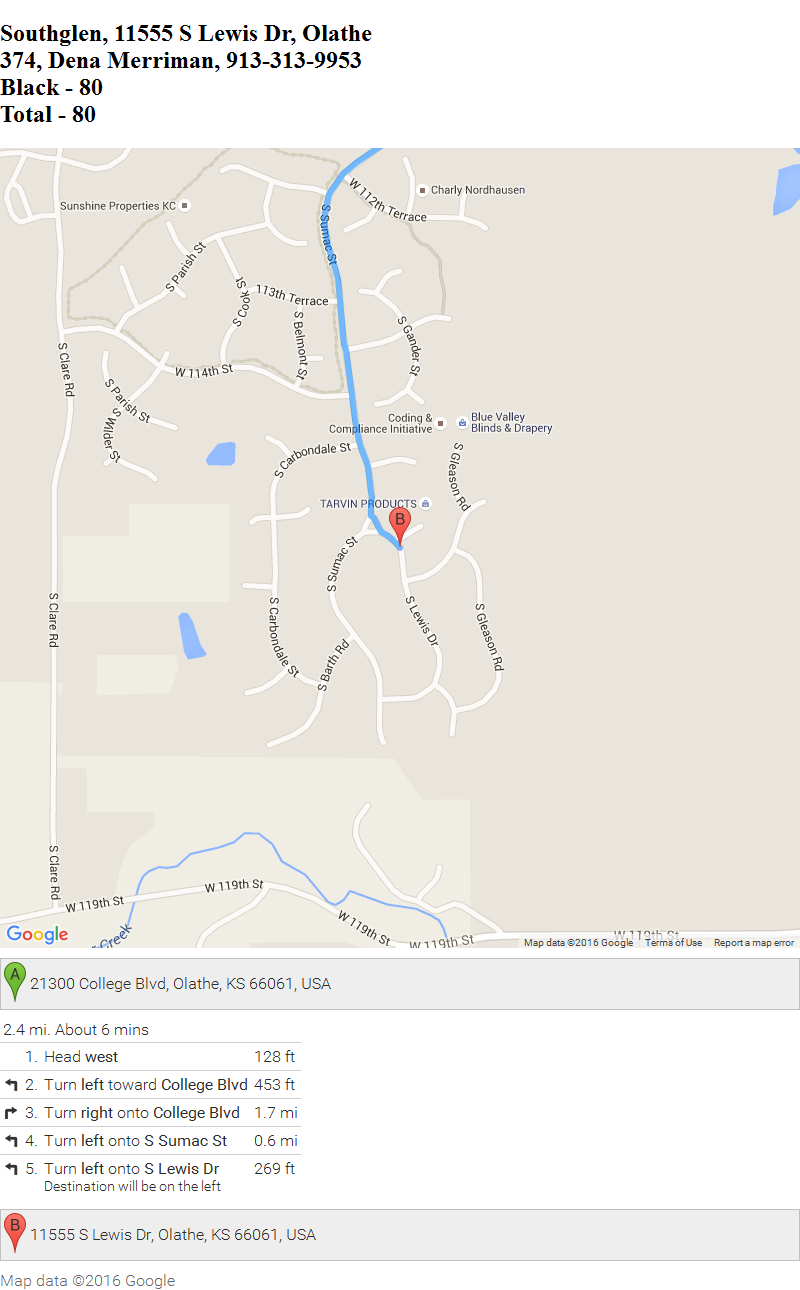 Southglen, 11555 S Lewis Dr, Olathe
374, Dena Merriman, 913-313-9953
Black - 80
Total - 80
W 112th Terrace
Charly Nordhausen
Sunshine Properties KC
S Sumac St
S Parish St
S Cook St
113th Terrace
S Belmont St
S Gander St
S Clare Rd
W 114th St
S Parish St
S Wilder St
Coding &
Compliance Initiative
Blue Valley
Blinds & Drapery
S Carbondale St
S Gleason Rd
TARVIN PRODUCTS
B
S Sumac St
S Clare Rd
S Carbondale St
S Lewis Dr
S Gleason Rd
S Barth Rd
S Clare Rd
W 119th St
W 119th St
W 119th St
W 119th St
W 119th St
Creek
Google
Map data ©2016 Google Terms of Use Report a map error
A 21300 College Blvd, Olathe, KS 66061, USA
2.4 mi. About 6 mins
1. Head west 128 ft
2. Turn left toward College Blvd 453 ft
3. Turn right onto College Blvd 1.7 mi
4. Turn left onto S Sumac St 0.6 mi
5. Turn left onto S Lewis Dr 269 ft
Destination will be on the left
B 11555 S Lewis Dr, Olathe, KS 66061, USA
Map data ©2016 Google